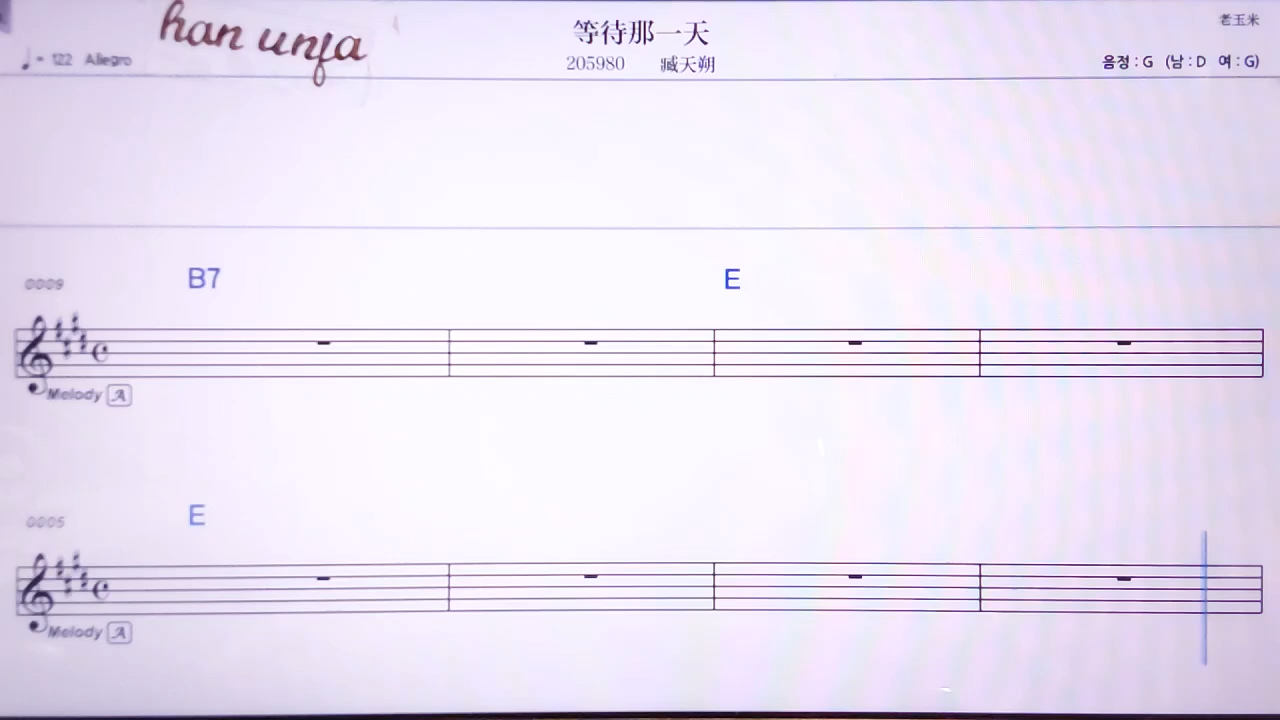 han unja
等待那一天
老玉米
♩ = 122 Allegro
205980 臧天朔
음정 : G (남 : D 여 : G)
0009
B7 E
Melody A
0005
E
Melody A